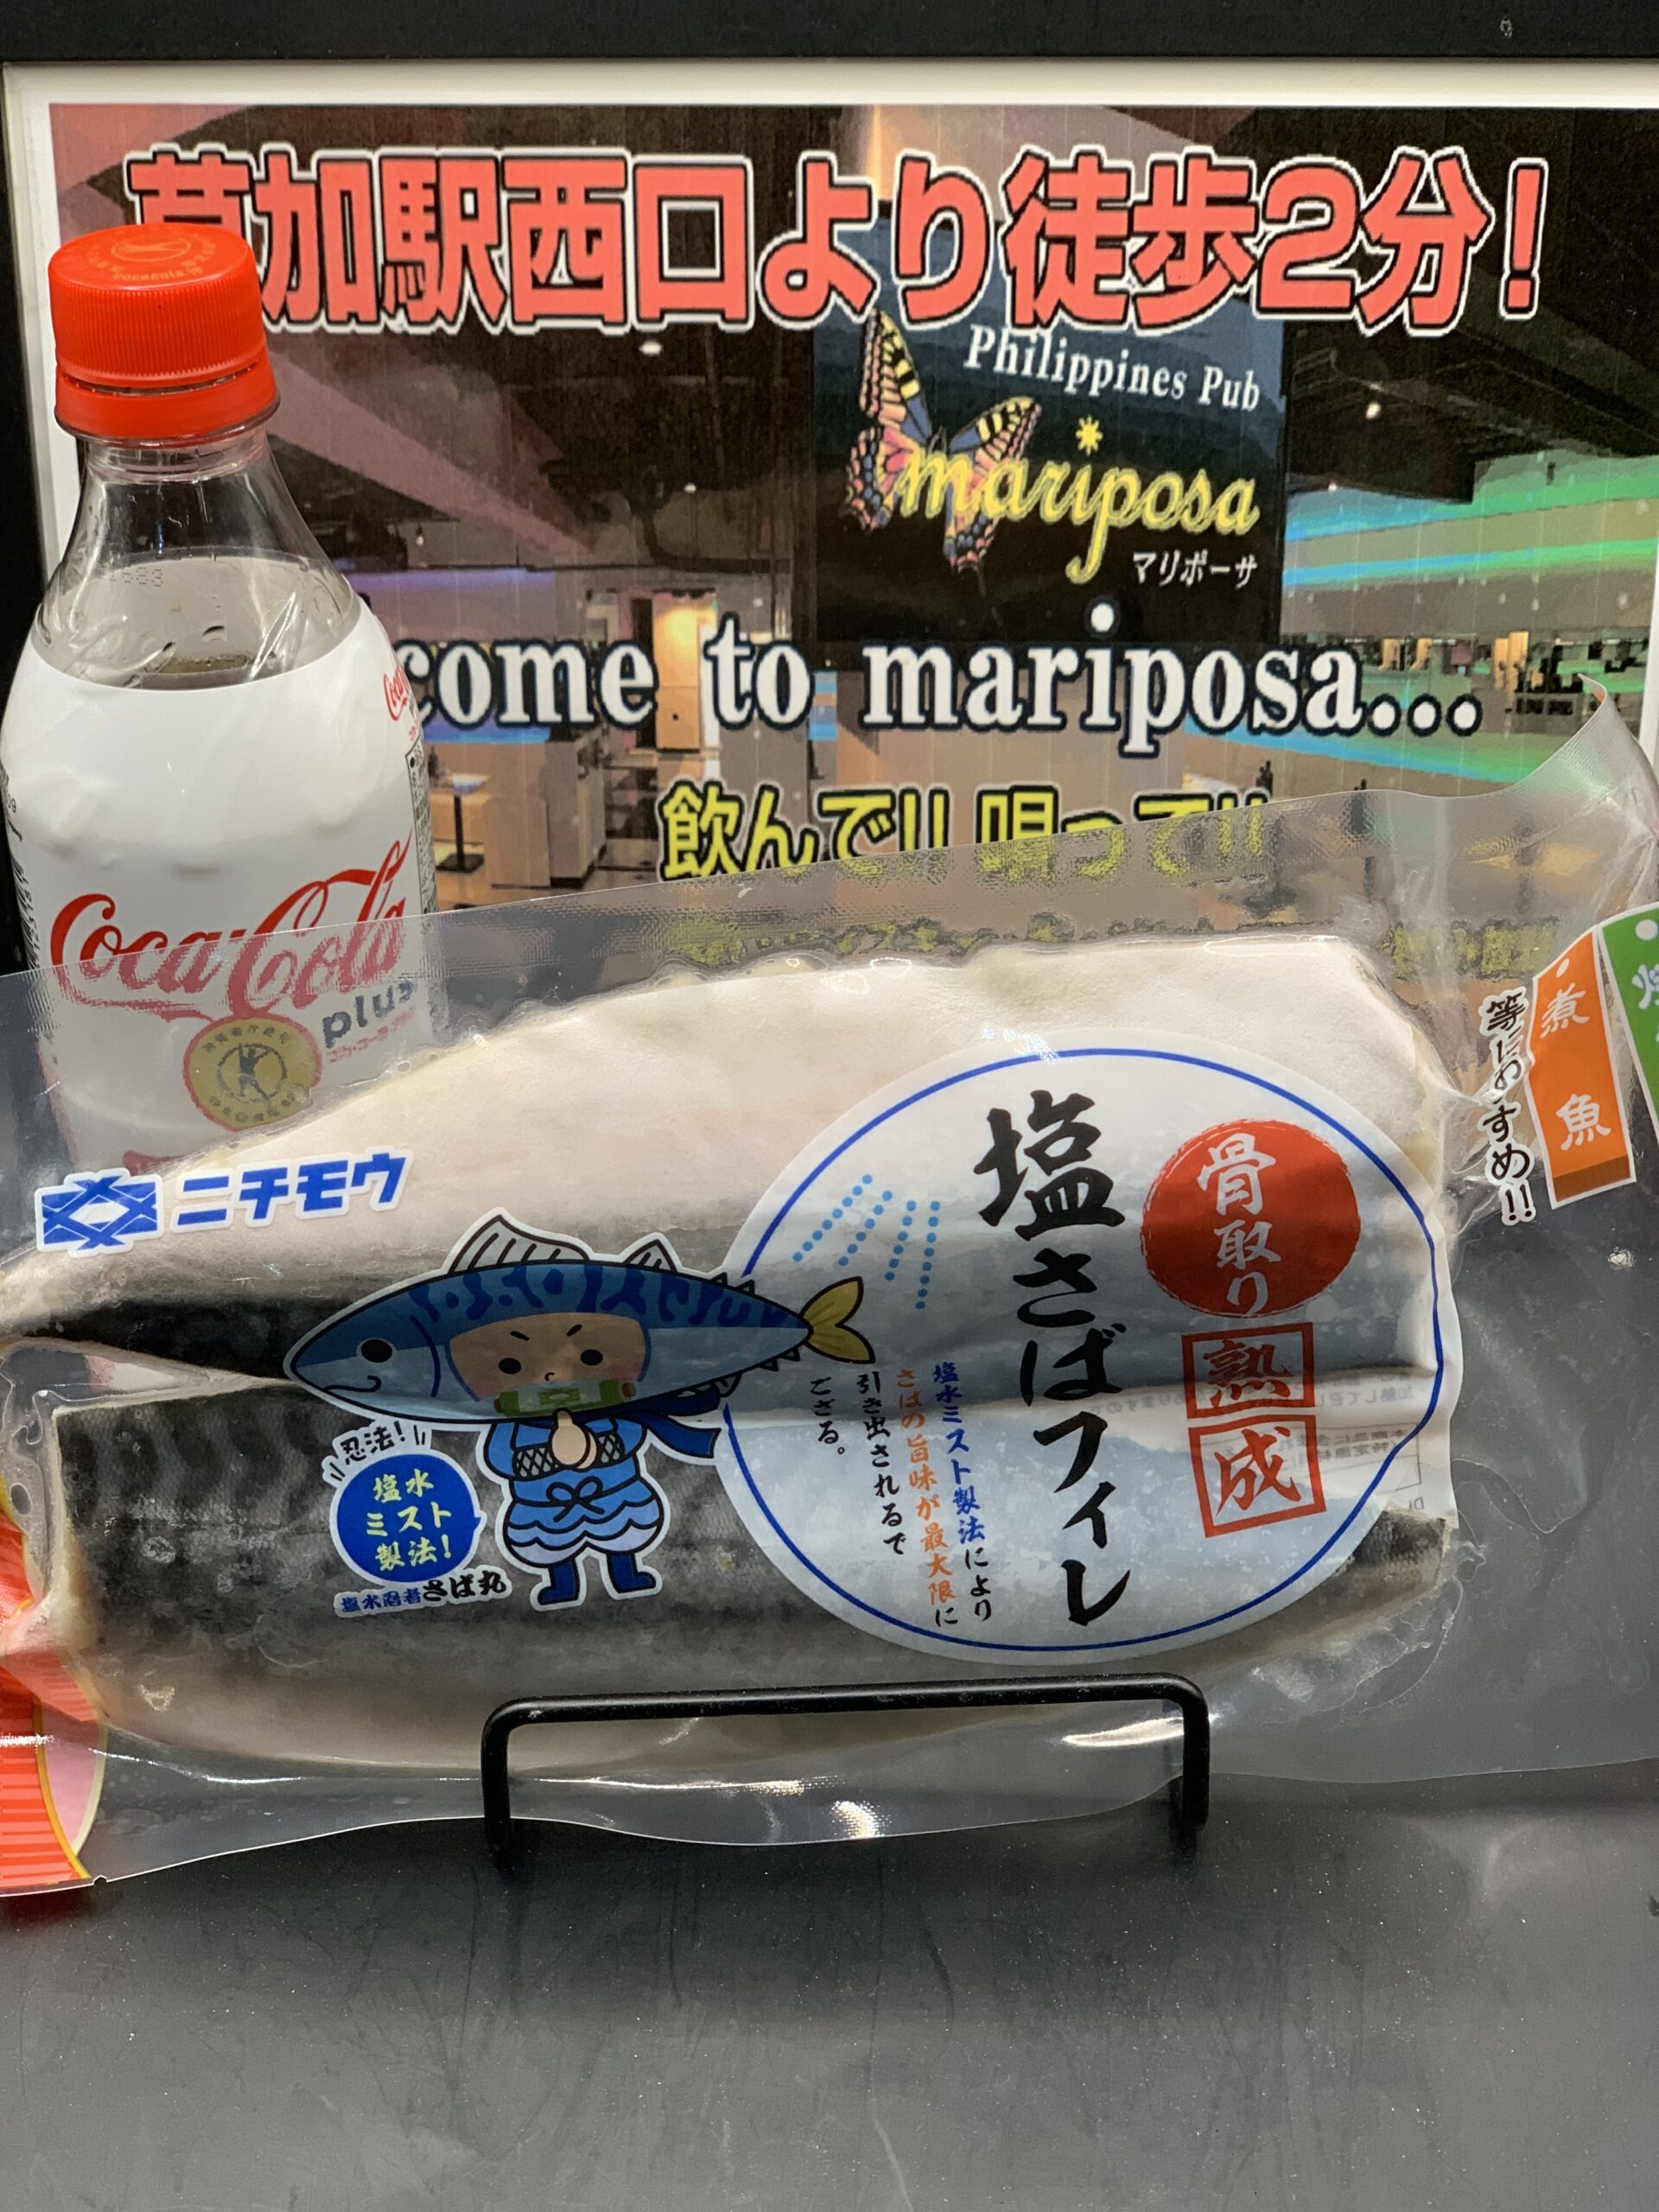 草加駅西口より徒歩2分!
Philippines Pub
mariposa
マリポーサ
come to mariposa...
飲んで!! 唄って!!
Coca-Cola
plus
ニチモウ
骨取り
熟成
塩さばフィレ
塩水ミスト製法により
さばの旨味が最大限に
引き出されるで
ござる。
忍法!
塩水
ミスト
製法!
塩水忍者さば丸
煮魚
等におすすめ!!